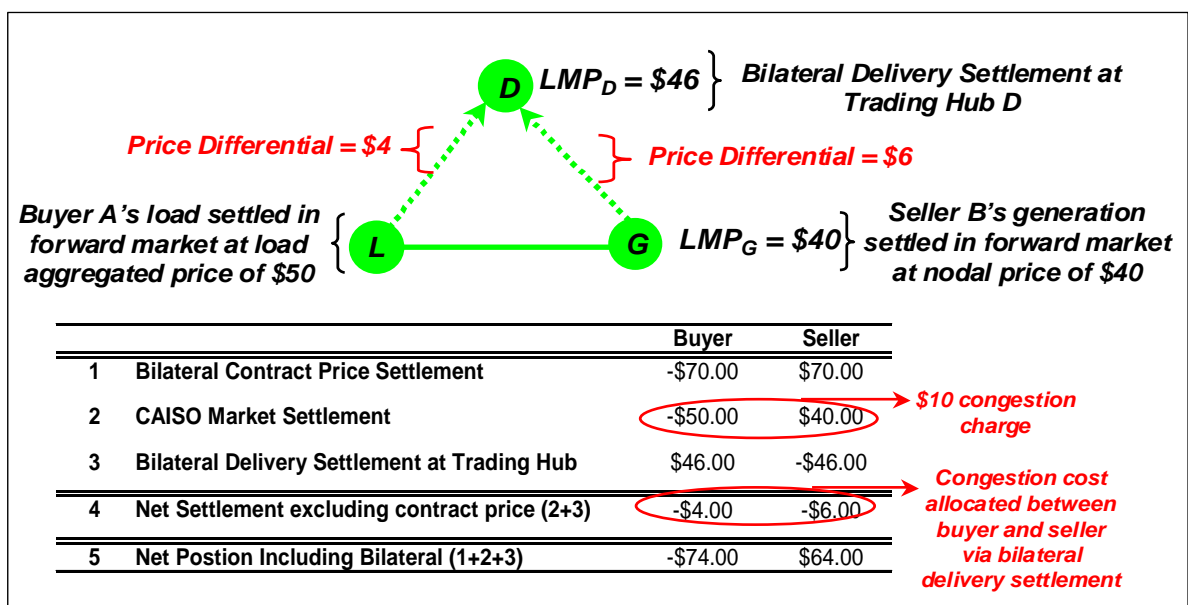 D
LMPD = $46
Bilateral Delivery Settlement at
Trading Hub D
Price Differential = $4
Price Differential = $6
Buyer A's load settled in
forward market at load
aggregated price of $50
L
G
LMPG = $40
Seller B's generation
settled in forward market
at nodal price of $40
Buyer Seller
1 Bilateral Contract Price Settlement -$70.00 $70.00
2 CAISO Market Settlement -$50.00 $40.00
$10 congestion
charge
3 Bilateral Delivery Settlement at Trading Hub $46.00 -$46.00
4 Net Settlement excluding contract price (2+3) -$4.00 -$6.00
Congestion cost
allocated between
buyer and seller
via bilateral
delivery settlement
5 Net Postion Including Bilateral (1+2+3) -$74.00 $64.00